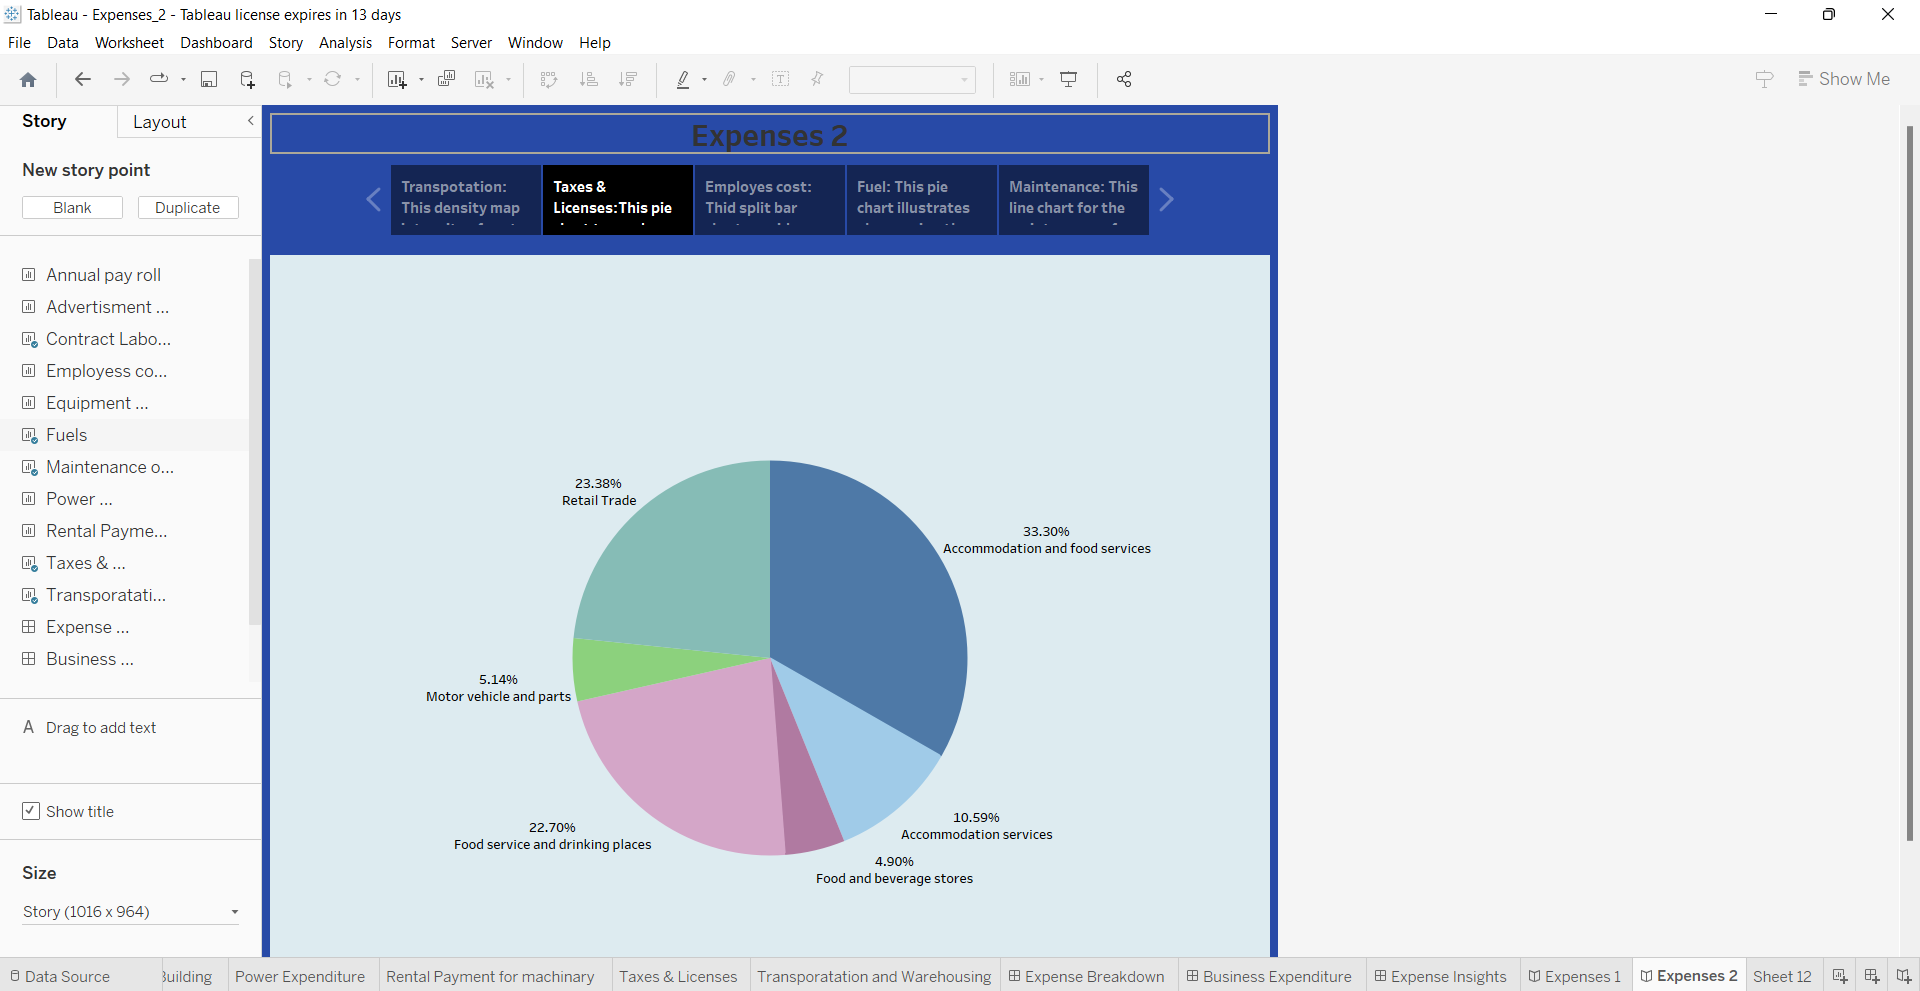 Tableau - Expenses_2 - Tableau license expires in 13 days
File Data Worksheet Dashboard Story Analysis Format Server Window Help
Show Me
Story
Layout
New story point
Blank
Duplicate
Annual pay roll
Advertisment ...
Contract Labo...
Employess co...
Equipment ...
Fuels
Maintenance o...
Power ...
Rental Payme...
Taxes & ...
Transporatati...
Expense ...
Business ...
A Drag to add text
Show title
Size
Story (1016 x 964)
Expenses 2
Transpotation:
This density map
Taxes &
Licenses:This pie
Employes cost:
Thid split bar
Fuel: This pie
chart illustrates
Maintenance: This
line chart for the
23.38%
Retail Trade
33.30%
Accommodation and food services
5.14%
Motor vehicle and parts
22.70%
Food service and drinking places
10.59%
Accommodation services
4.90%
Food and beverage stores
Data Source
Power Expenditure
Rental Payment for machinary
Taxes & Licenses
Transporatation and Warehousing
Expense Breakdown
Business Expenditure
Expense Insights
Expenses 1
Expenses 2
Sheet 12